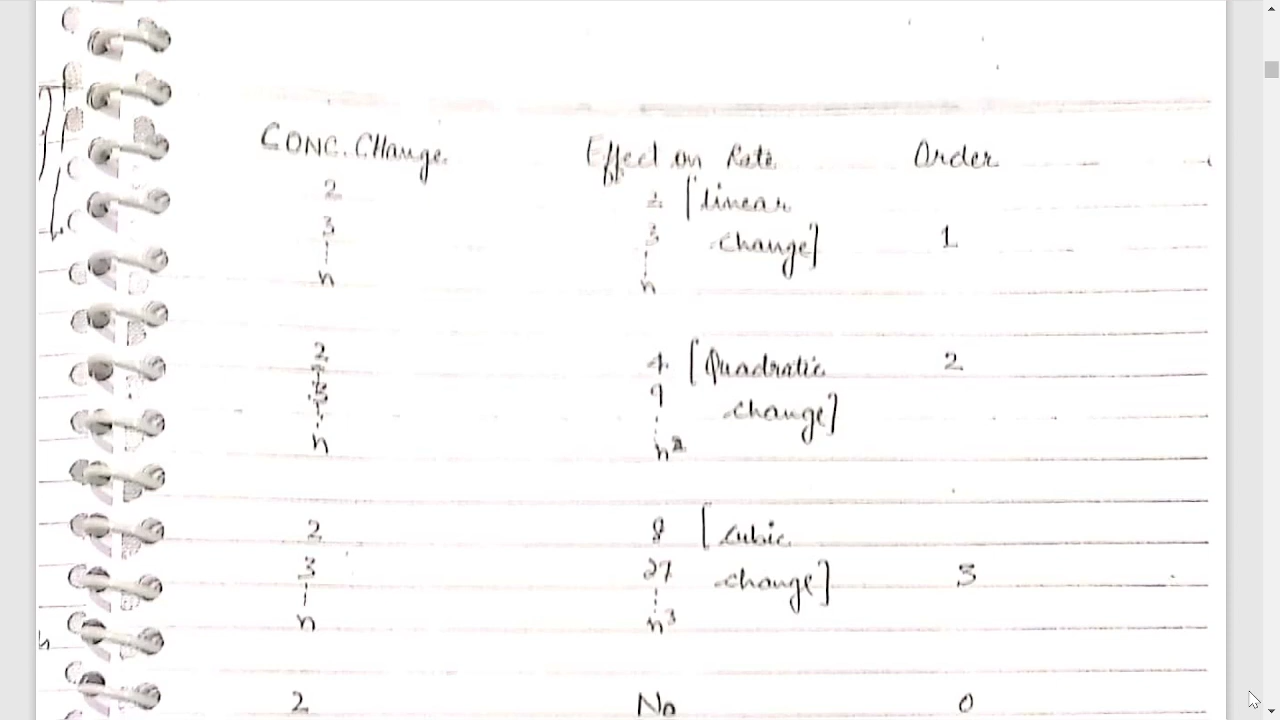 CONC. CHange. Effect on Rate Order
2 2 [linear
3 3 change] 1
n n
2 4 [Quadratic 2
3 9 change]
n n²
2 8 [cubic
3 27 change] 3
n n³
2 No 0